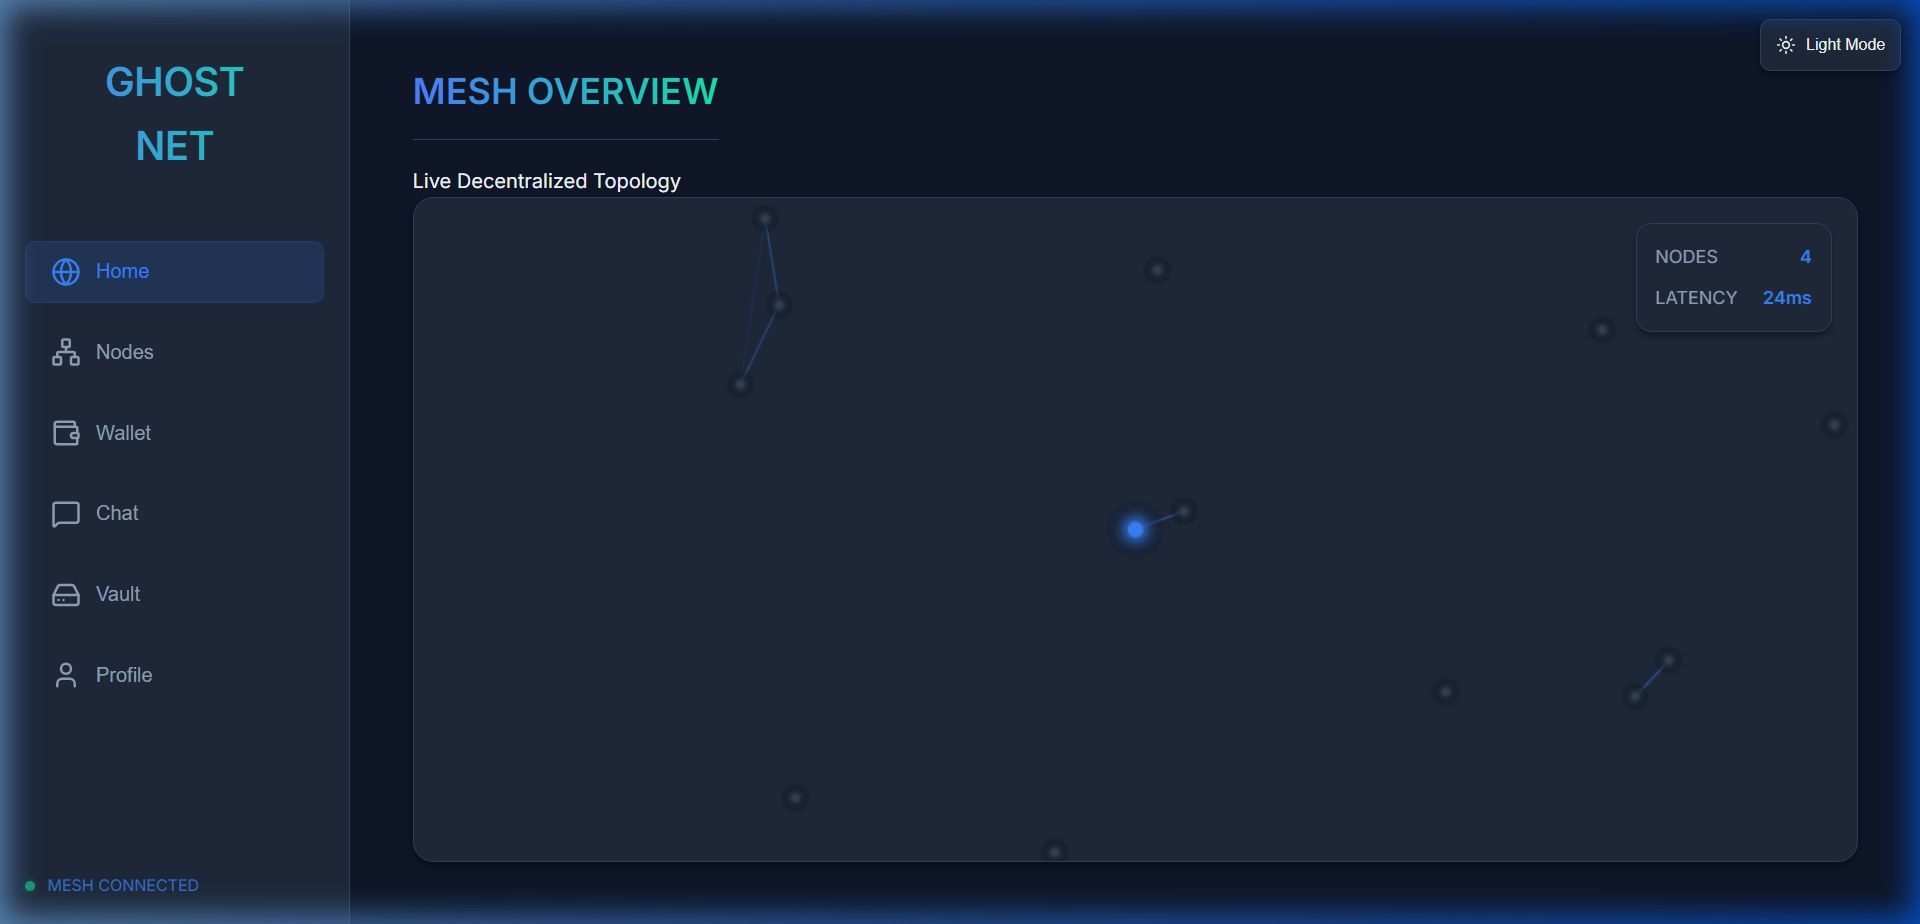 GHOST
NET
Home
Nodes
Wallet
Chat
Vault
Profile
MESH CONNECTED
Light Mode
MESH OVERVIEW
Live Decentralized Topology
NODES 4
LATENCY 24ms